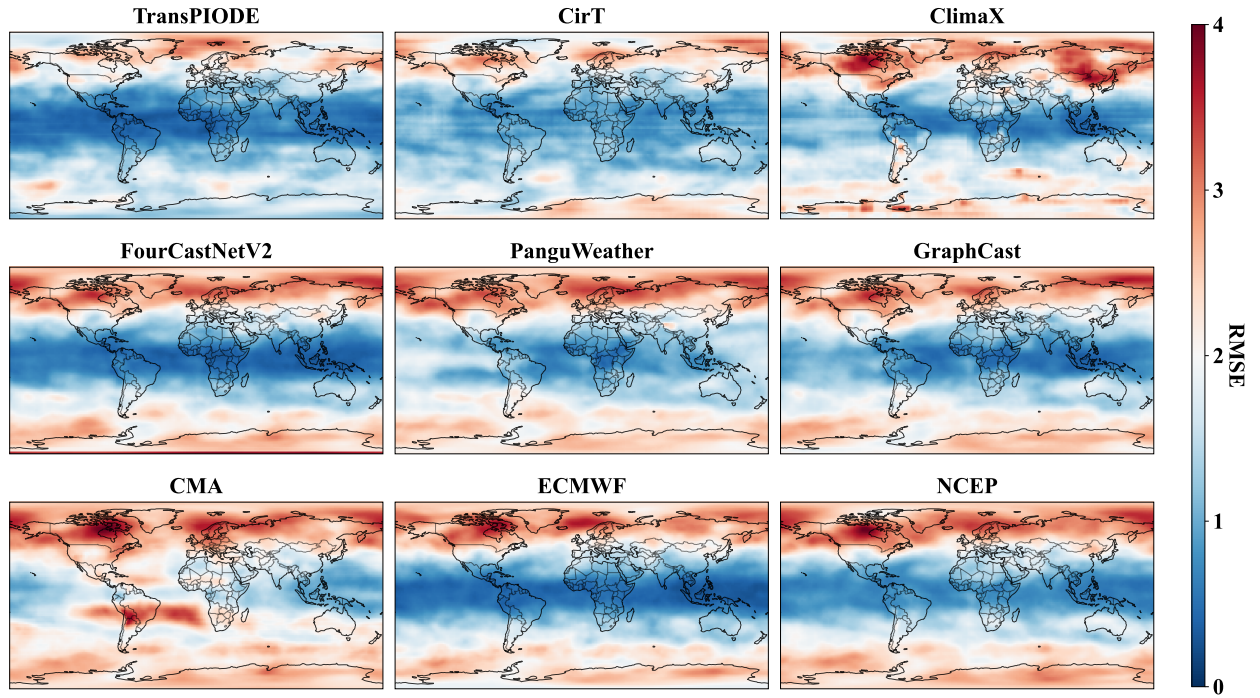 TransPIODE
CirT
ClimaX
FourCastNetV2
PanguWeather
GraphCast
CMA
ECMWF
NCEP
4
3
2
1
0
RMSE